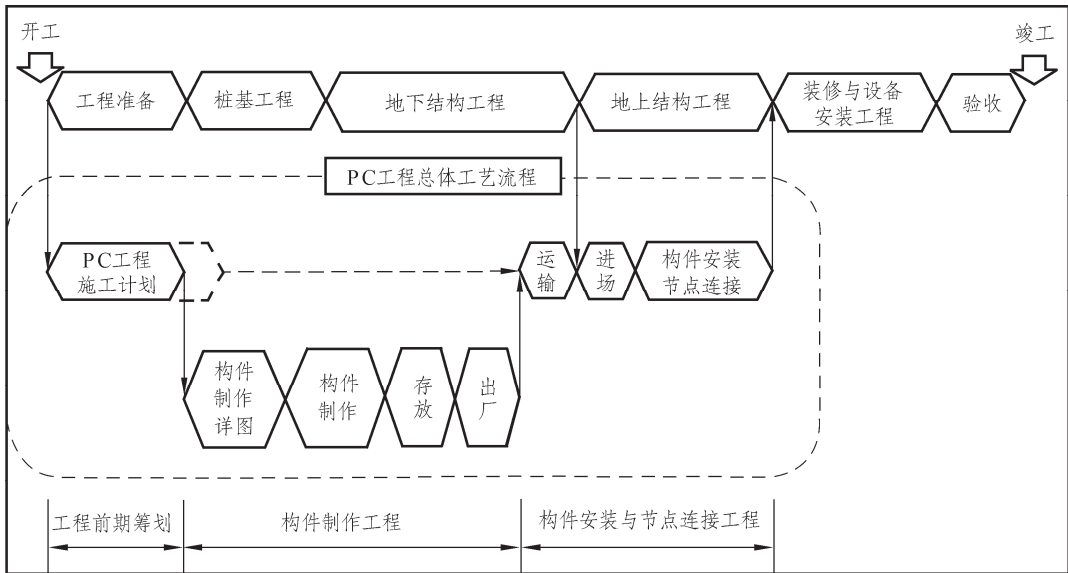 开工
竣工
工程准备
桩基工程
地下结构工程
地上结构工程
装修与设备
安装工程
验收
PC工程总体工艺流程
PC工程
施工计划
运
输
进
场
构件安装
节点连接
构件
制作
详图
构件
制作
存
放
出
厂
工程前期筹划
构件制作工程
构件安装与节点连接工程